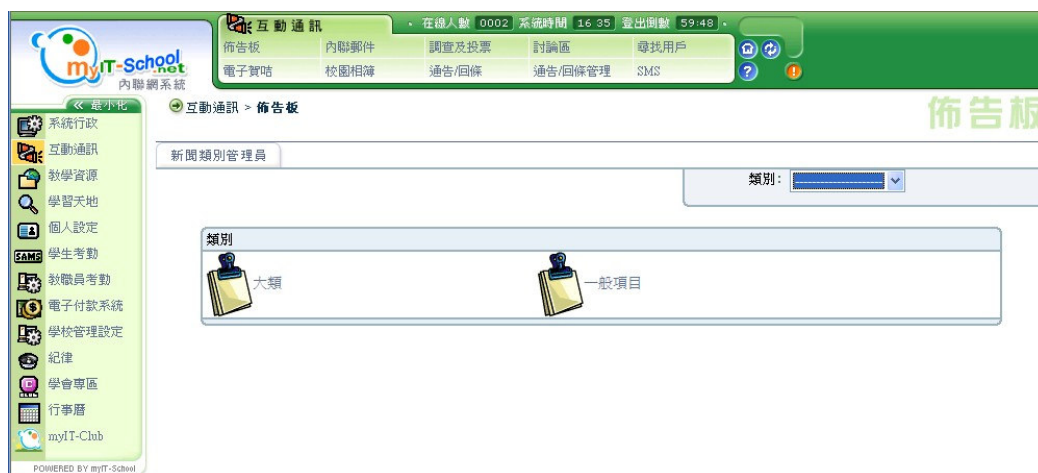 互動通訊
· 在線人數 0002 系統時間 16 35 登出倒數 59:48 ·
佈告板 內聯郵件 調查及投票 討論區 尋找用戶
電子賀咭 校園相簿 通告/回條 通告/回條管理 SMS
myIT-School.net
內聯網系統
« 最小化
互動通訊 > 佈告板
佈告板
系統行政
互動通訊
教學資源
學習天地
個人設定
SAMS 學生考勤
教職員考勤
電子付款系統
學校管理設定
紀律
學會專區
行事曆
myIT-Club
POWERED BY myIT-School
新聞類別管理員
類別:
類別
大類 一般項目